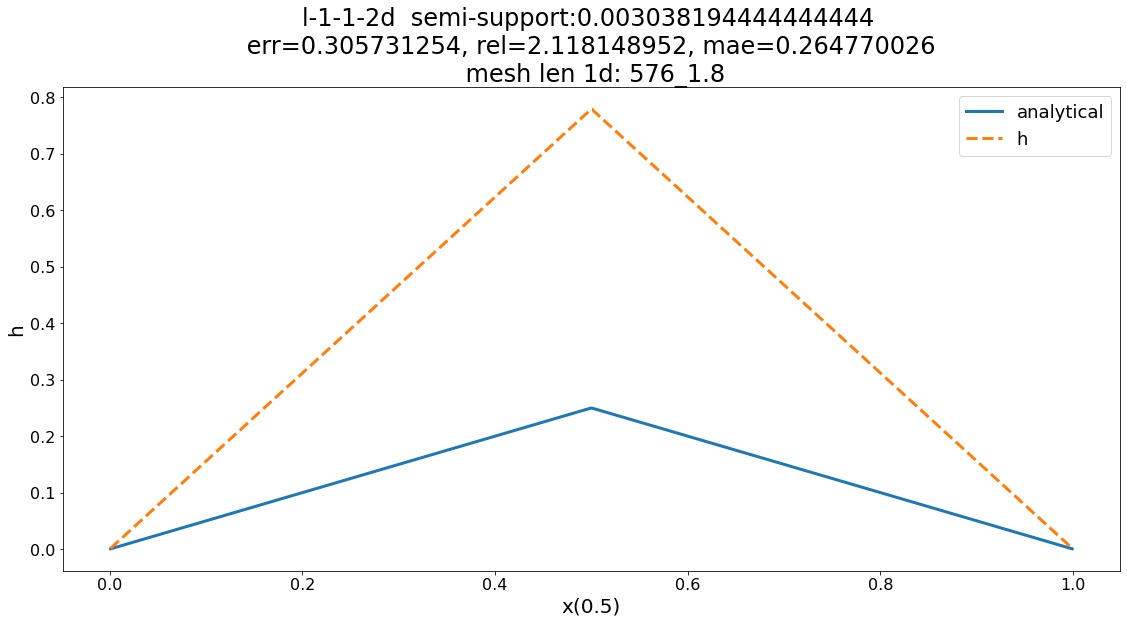 l-1-1-2d  semi-support:0.003038194444444444
err=0.305731254, rel=2.118148952, mae=0.264770026
mesh len 1d: 576_1.8
analytical
h
0.8
0.7
0.6
0.5
0.4
0.3
0.2
0.1
0.0
h
0.0 0.2 0.4 0.6 0.8 1.0
x(0.5)